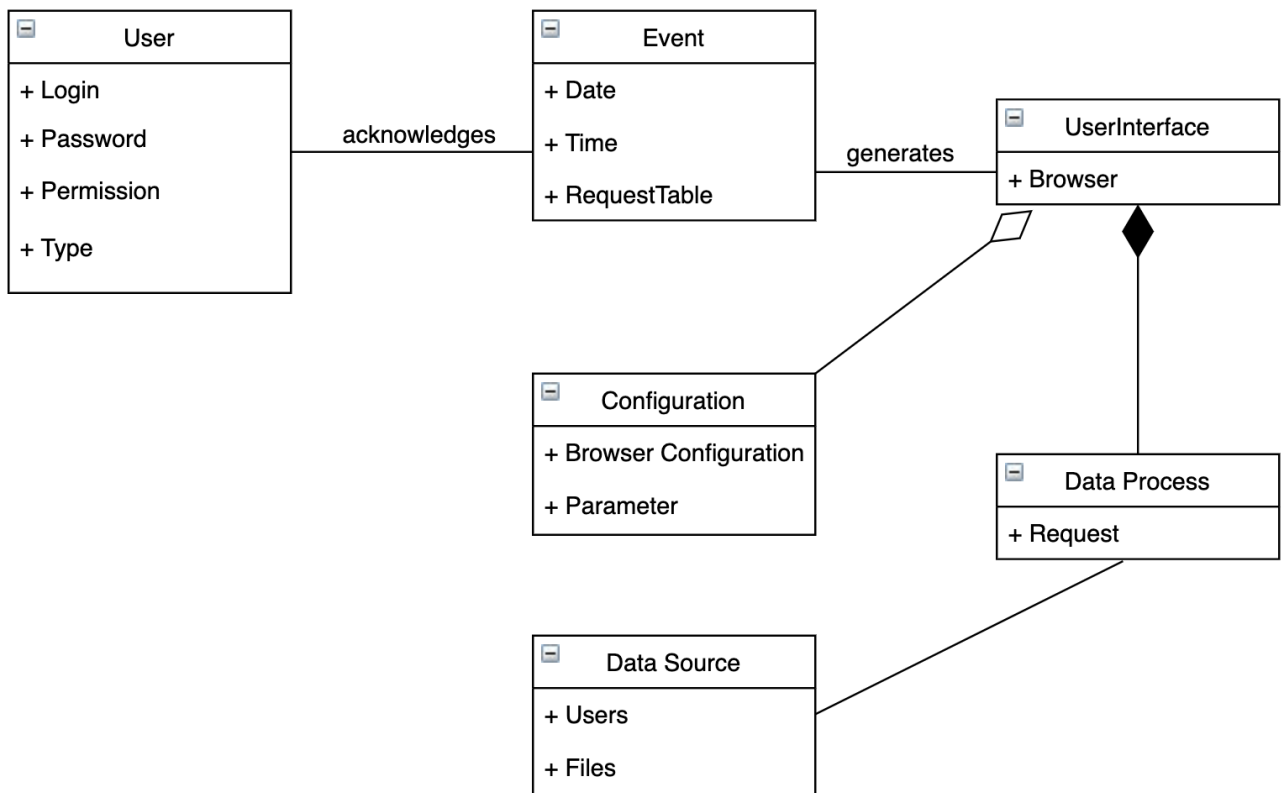 User
+ Login
+ Password
+ Permission
+ Type
acknowledges
Event
+ Date
+ Time
+ RequestTable
generates
UserInterface
+ Browser
Configuration
+ Browser Configuration
+ Parameter
Data Process
+ Request
Data Source
+ Users
+ Files